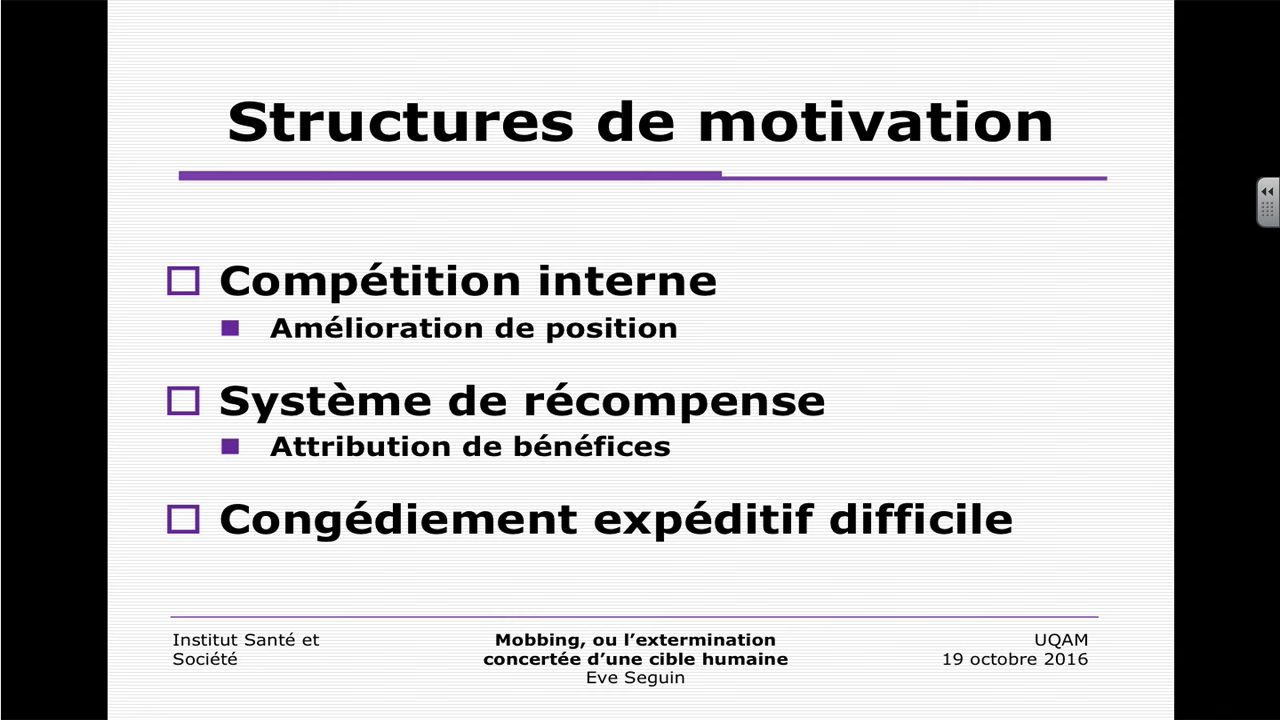 Structures de motivation
Compétition interne
Amélioration de position
Système de récompense
Attribution de bénéfices
Congédiement expéditif difficile
Institut Santé et
Société
Mobbing, ou l’extermination
concertée d’une cible humaine
Eve Seguin
UQAM
19 octobre 2016